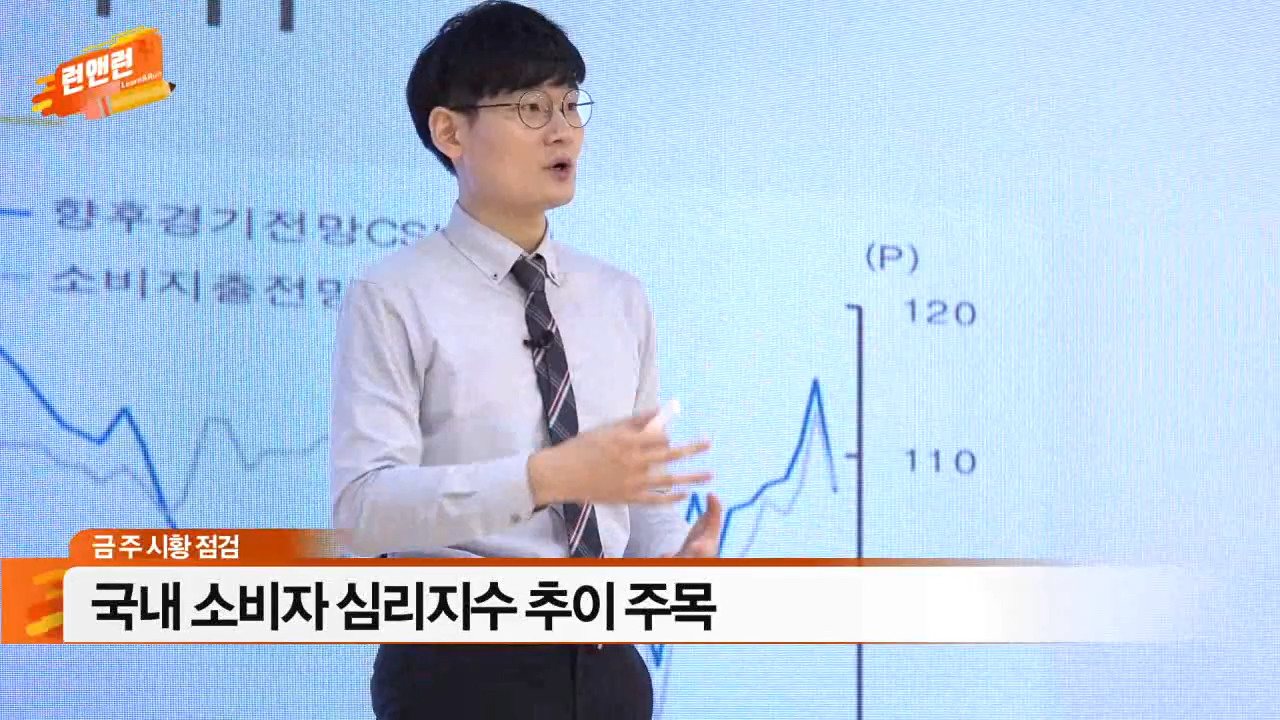 런앤런
Learn&Run
향후경기전망CS
소비지출전망
(P)
120
110
금주 시황 점검
국내 소비자 심리지수 추이 주목